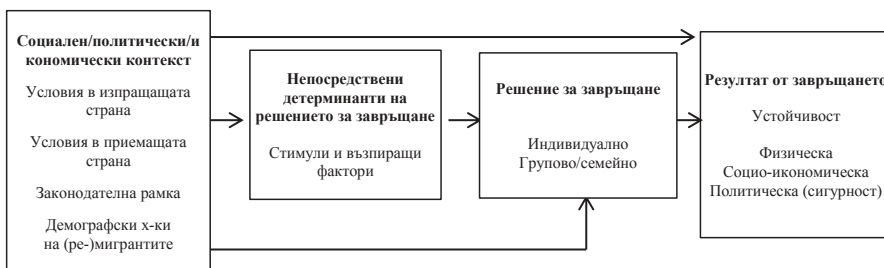 Социален/политически/и
кономически контекст
Условия в изпращащата
страна
Условия в приемащата
страна
Законодателна рамка
Демографски х-ки
на (ре-)мигрантите
Непосредствени
детерминанти на
решението за завръщане
Стимули и възпиращи
фактори
Решение за завръщане
Индивидуално
Групово/семейно
Резултат от завръщането
Устойчивост
Физическа
Социо-икономическа
Политическа (сигурност)